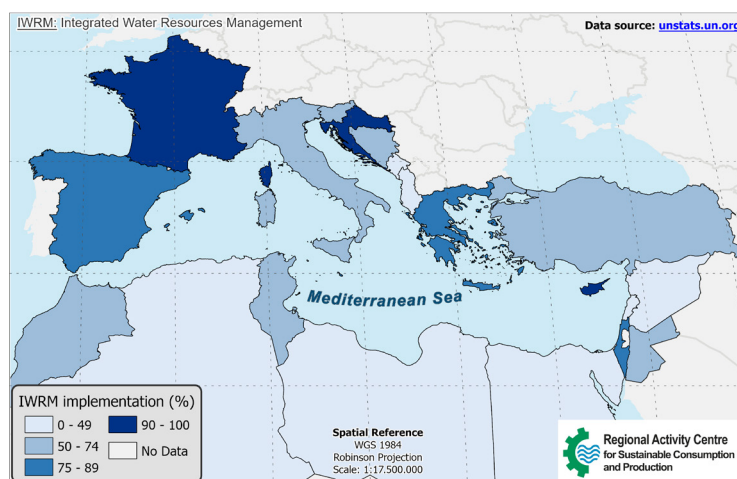 IWRM: Integrated Water Resources Management
Data source: unstats.un.org
Mediterranean Sea
IWRM implementation (%)
0 - 49
90 - 100
50 - 74
No Data
75 - 89
Spatial Reference
WGS 1984
Robinson Projection
Scale: 1:17.500.000
Regional Activity Centre
for Sustainable Consumption
and Production